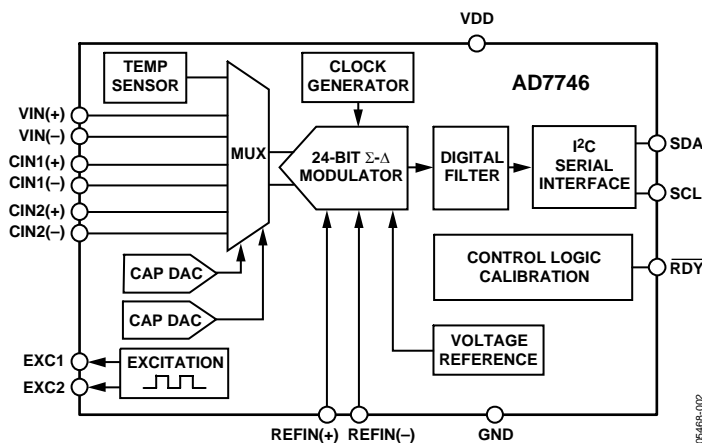 VDD
TEMP
SENSOR
CLOCK
GENERATOR
AD7746
VIN(+)
VIN(–)
CIN1(+)
CIN1(–)
CIN2(+)
CIN2(–)
MUX
24-BIT Σ-Δ
MODULATOR
DIGITAL
FILTER
I²C
SERIAL
INTERFACE
SDA
SCL
CAP DAC
CAP DAC
CONTROL LOGIC
CALIBRATION
RDY
EXC1
EXC2
EXCITATION
VOLTAGE
REFERENCE
REFIN(+)
REFIN(–)
GND
05468-002